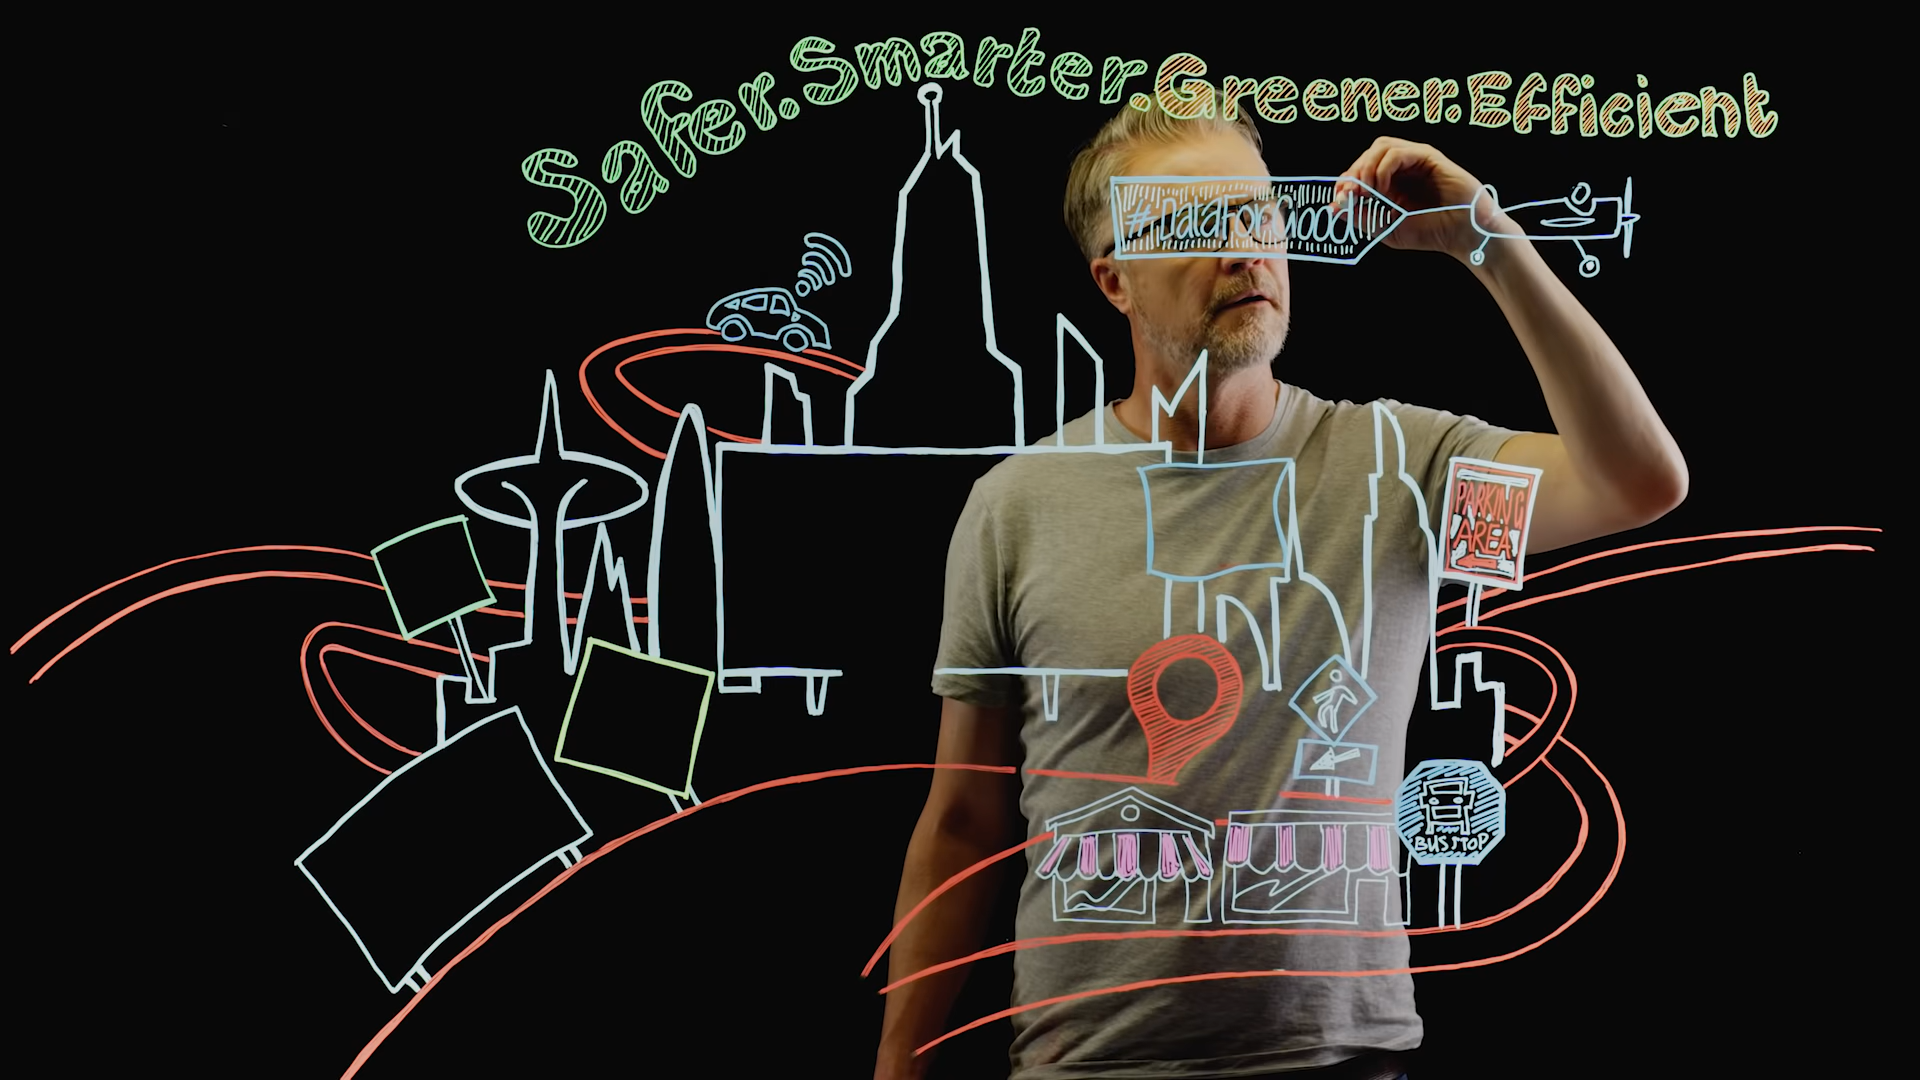 Safer.Smarter.Greener.Efficient
#DataForGood
PARKING
AREA
BUS STOP